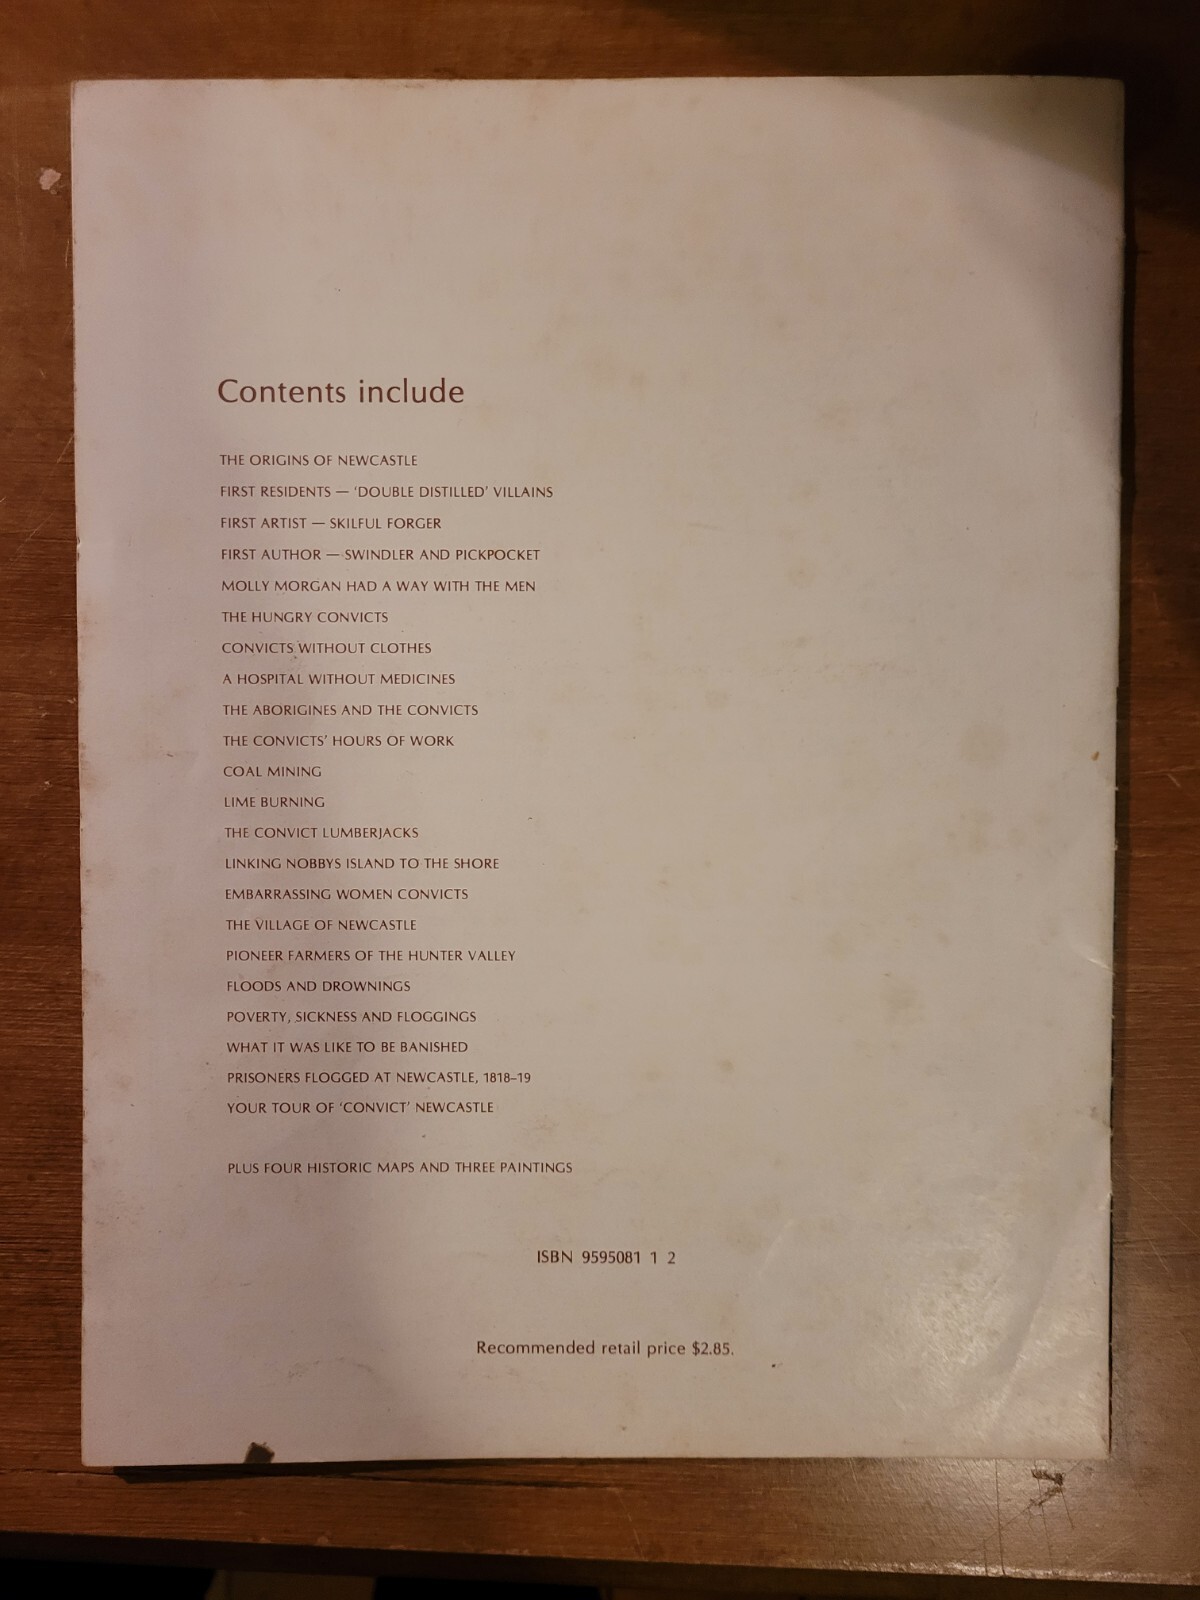 Contents include
THE ORIGINS OF NEWCASTLE
FIRST RESIDENTS — ‘DOUBLE DISTILLED’ VILLAINS
FIRST ARTIST — SKILFUL FORGER
FIRST AUTHOR — SWINDLER AND PICKPOCKET
MOLLY MORGAN HAD A WAY WITH THE MEN
THE HUNGRY CONVICTS
CONVICTS WITHOUT CLOTHES
A HOSPITAL WITHOUT MEDICINES
THE ABORIGINES AND THE CONVICTS
THE CONVICTS’ HOURS OF WORK
COAL MINING
LIME BURNING
THE CONVICT LUMBERJACKS
LINKING NOBBYS ISLAND TO THE SHORE
EMBARRASSING WOMEN CONVICTS
THE VILLAGE OF NEWCASTLE
PIONEER FARMERS OF THE HUNTER VALLEY
FLOODS AND DROWNINGS
POVERTY, SICKNESS AND FLOGGINGS
WHAT IT WAS LIKE TO BE BANISHED
PRISONERS FLOGGED AT NEWCASTLE, 1818–19
YOUR TOUR OF ‘CONVICT’ NEWCASTLE
PLUS FOUR HISTORIC MAPS AND THREE PAINTINGS
ISBN 9595081 1 2
Recommended retail price $2.85.